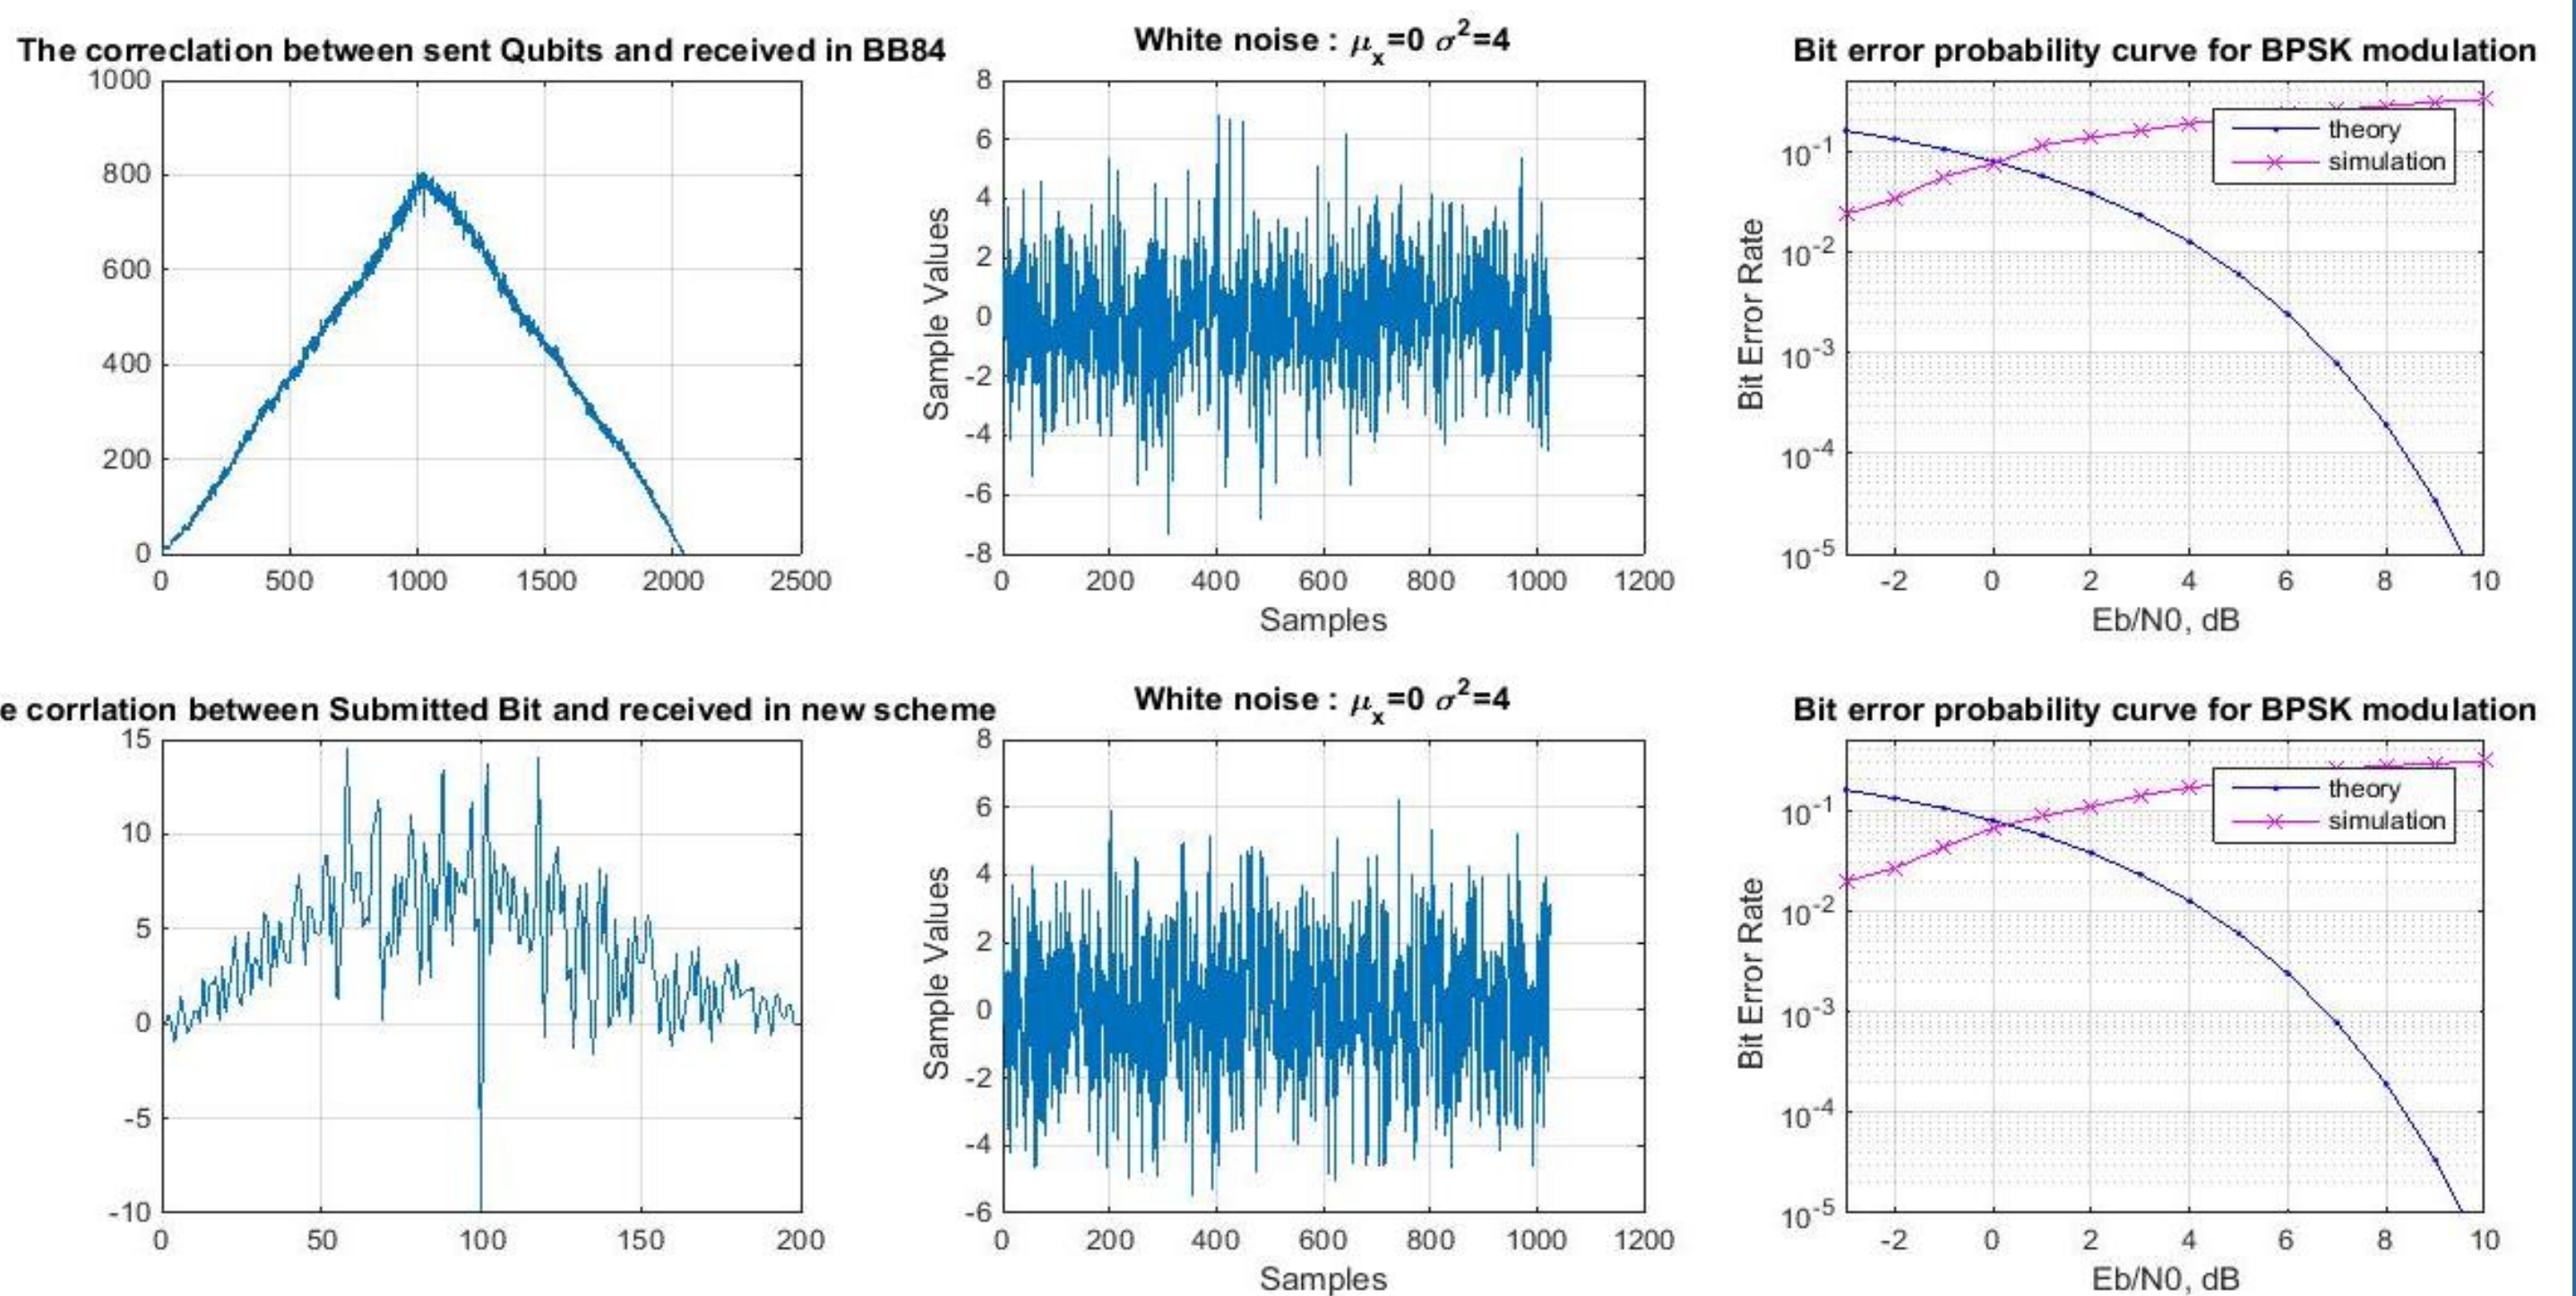 The correclation between sent Qubits and received in BB84
1000
800
600
400
200
0
0 500 1000 1500 2000 2500
White noise : μx=0 σ²=4
Sample Values
8
6
4
2
0
-2
-4
-6
-8
0 200 400 600 800 1000 1200
Samples
Bit error probability curve for BPSK modulation
Bit Error Rate
10⁻¹
10⁻²
10⁻³
10⁻⁴
10⁻⁵
theory
simulation
-2 0 2 4 6 8 10
Eb/N0, dB
e corrlation between Submitted Bit and received in new scheme
15
10
5
0
-5
-10
0 50 100 150 200
White noise : μx=0 σ²=4
Sample Values
8
6
4
2
0
-2
-4
-6
0 200 400 600 800 1000 1200
Samples
Bit error probability curve for BPSK modulation
Bit Error Rate
10⁻¹
10⁻²
10⁻³
10⁻⁴
10⁻⁵
theory
simulation
-2 0 2 4 6 8 10
Eb/N0, dB